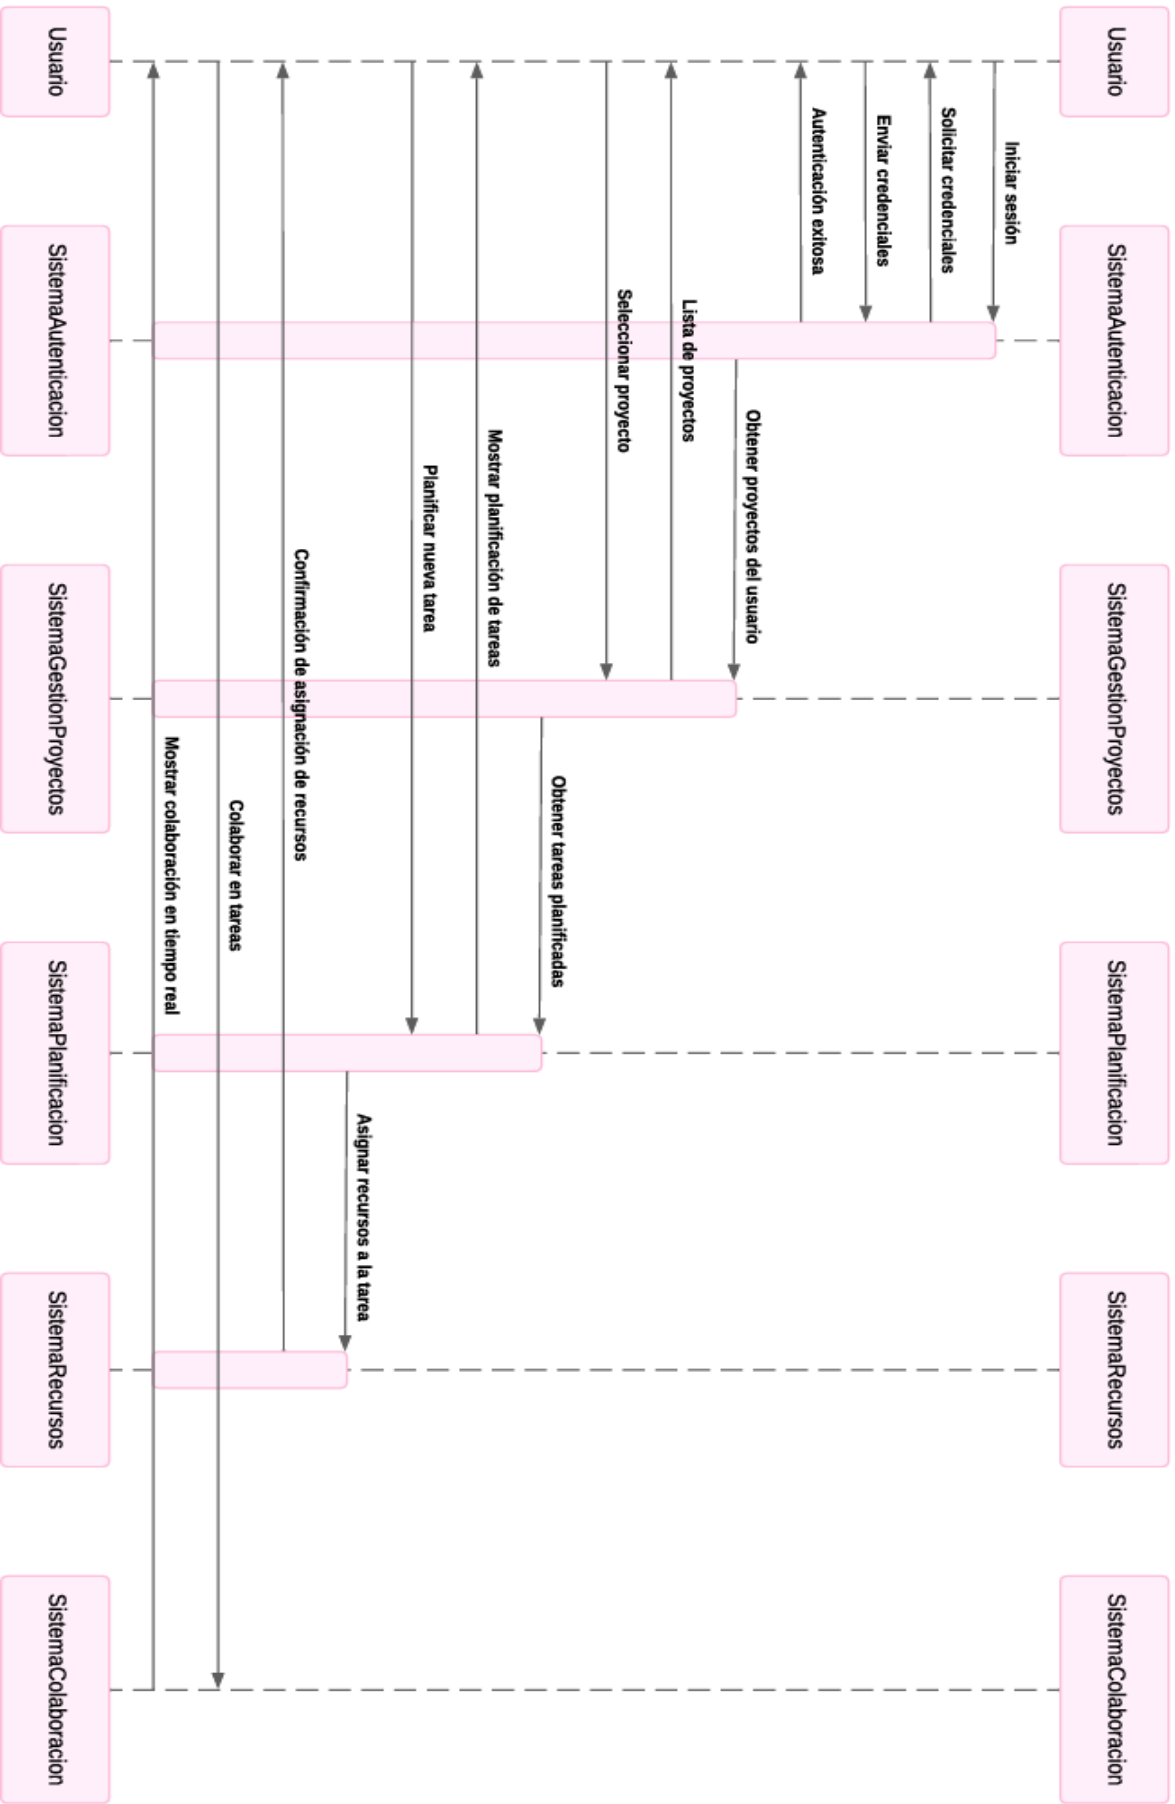 Usuario
SistemaAutenticacion
SistemaGestionProyectos
SistemaPlanificacion
SistemaRecursos
SistemaColaboracion
Iniciar sesión
Solicitar credenciales
Enviar credenciales
Autenticación exitosa
Obtener proyectos del usuario
Lista de proyectos
Seleccionar proyecto
Obtener tareas planificadas
Mostrar planificación de tareas
Planificar nueva tarea
Asignar recursos a la tarea
Confirmación de asignación de recursos
Colaborar en tareas
Mostrar colaboración en tiempo real
Usuario
SistemaAutenticacion
SistemaGestionProyectos
SistemaPlanificacion
SistemaRecursos
SistemaColaboracion